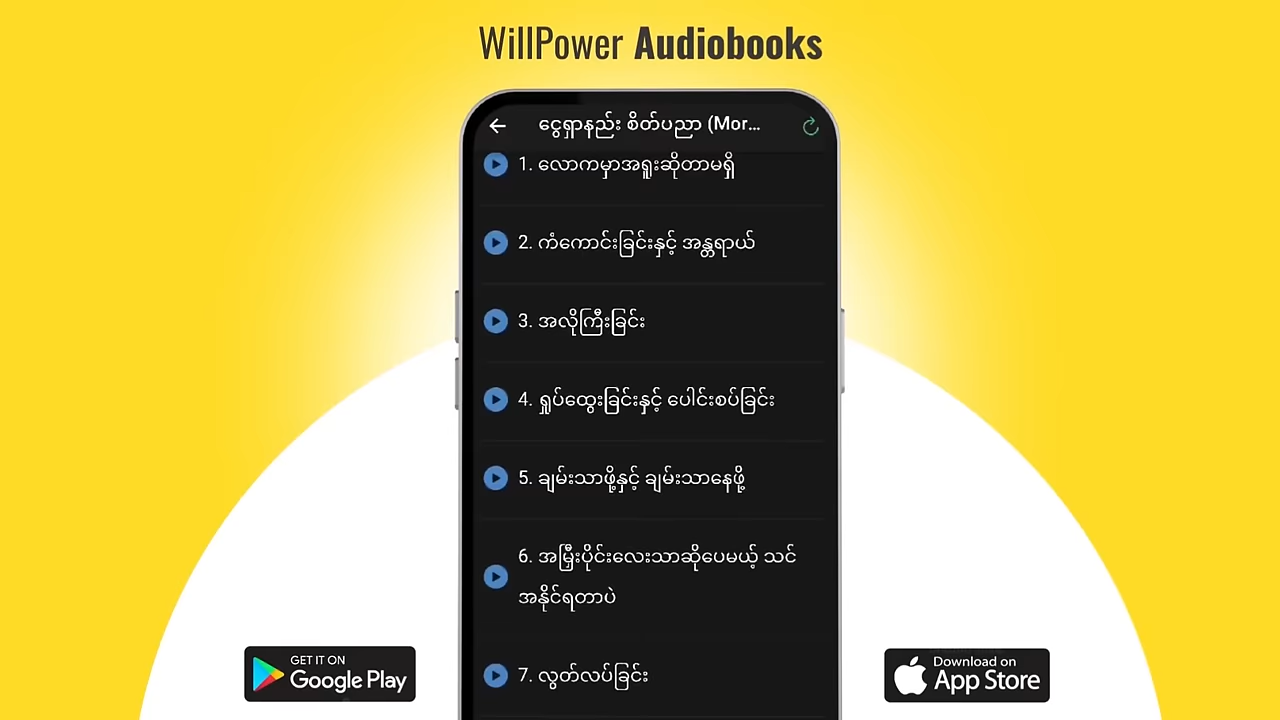 WillPower Audiobooks
ငွေရှာနည်း စိတ်ပညာ (Mor...
1. လောကမှာအရူးဆိုတာမရှိ
2. ကံကောင်းခြင်းနှင့် အန္တရာယ်
3. အလိုကြီးခြင်း
4. ရှုပ်ထွေးခြင်းနှင့် ပေါင်းစပ်ခြင်း
5. ချမ်းသာဖို့နှင့် ချမ်းသာနေဖို့
6. အမြှီးပိုင်းလေးသာဆိုပေမယ့် သင်
အနိုင်ရတာပဲ
7. လွတ်လပ်ခြင်း
GET IT ON
Google Play
Download on
App Store